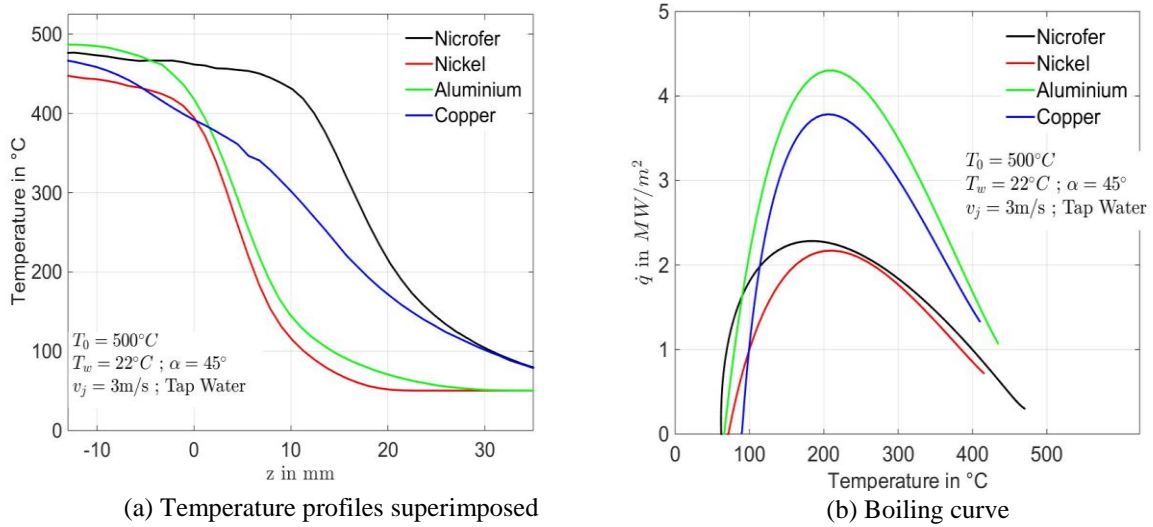 500
400
300
200
100
0
Temperature in °C
Nicrofer
Nickel
Aluminium
Copper
T_0 = 500°C
T_w = 22°C ; α = 45°
v_j = 3m/s ; Tap Water
-10 0 10 20 30
z in mm
(a) Temperature profiles superimposed
5
4
3
2
1
0
q̇ in MW/m²
Nicrofer
Nickel
Aluminium
Copper
T_0 = 500°C
T_w = 22°C ; α = 45°
v_j = 3m/s ; Tap Water
0 100 200 300 400 500
Temperature in °C
(b) Boiling curve